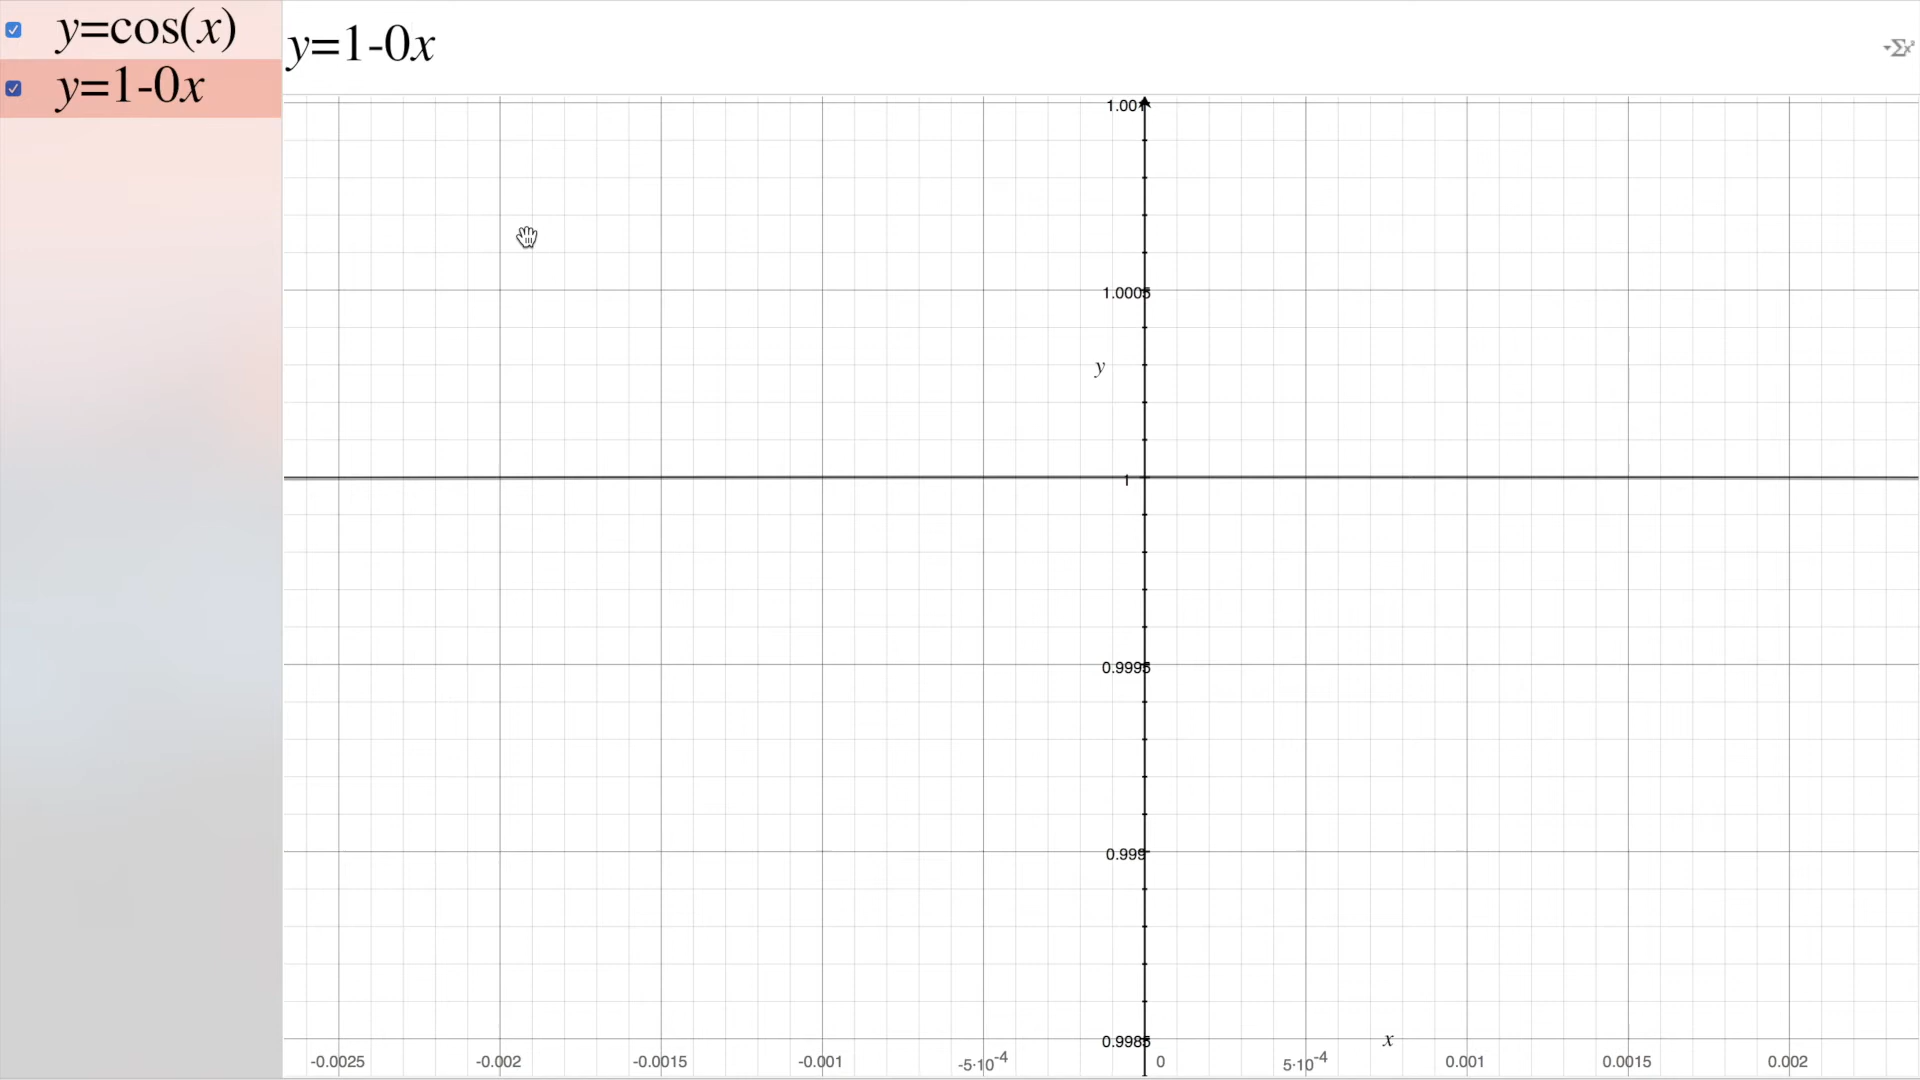 y=cos(x)
y=1-0x
y=1-0x
Σx²
1.001
1.0005
y
1
0.9995
0.999
0.9985
x
-0.0025 -0.002 -0.0015 -0.001 -5·10⁻⁴ 0 5·10⁻⁴ 0.001 0.0015 0.002